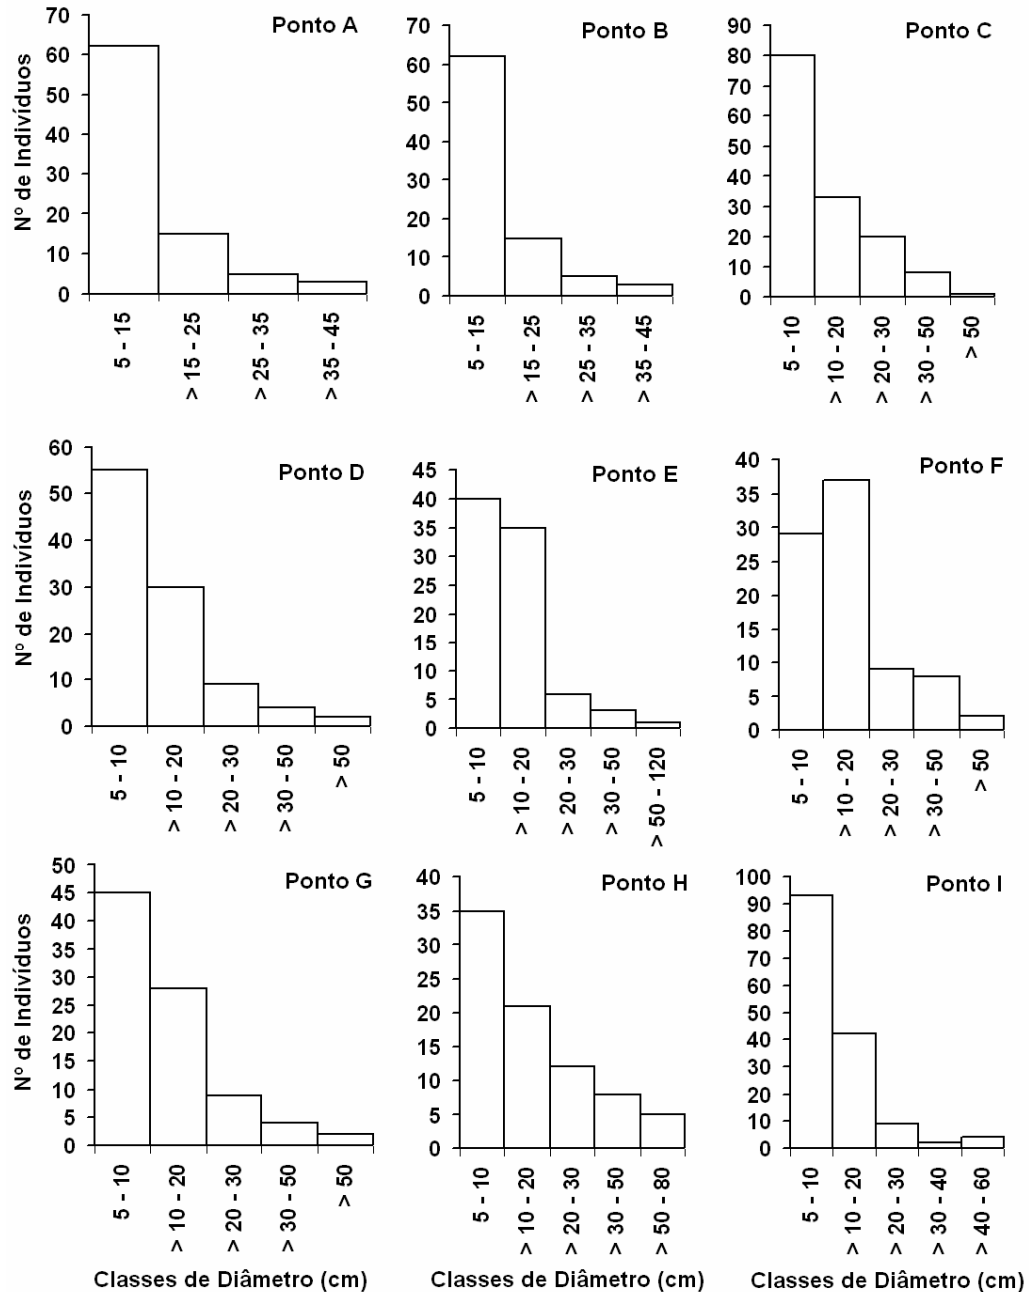 Ponto A
Nº de Indivíduos
70
60
50
40
30
20
10
0
5 - 15
> 15 - 25
> 25 - 35
> 35 - 45
Ponto B
70
60
50
40
30
20
10
0
5 - 15
> 15 - 25
> 25 - 35
> 35 - 45
Ponto C
90
80
70
60
50
40
30
20
10
0
5 - 10
> 10 - 20
> 20 - 30
> 30 - 50
> 50
Ponto D
Nº de Indivíduos
60
50
40
30
20
10
0
5 - 10
> 10 - 20
> 20 - 30
> 30 - 50
> 50
Ponto E
45
40
35
30
25
20
15
10
5
0
5 - 10
> 10 - 20
> 20 - 30
> 30 - 50
> 50 - 120
Ponto F
40
35
30
25
20
15
10
5
0
5 - 10
> 10 - 20
> 20 - 30
> 30 - 50
> 50
Ponto G
Nº de Indivíduos
50
45
40
35
30
25
20
15
10
5
0
5 - 10
> 10 - 20
> 20 - 30
> 30 - 50
> 50
Classes de Diâmetro (cm)
Ponto H
40
35
30
25
20
15
10
5
0
5 - 10
> 10 - 20
> 20 - 30
> 30 - 50
> 50 - 80
Classes de Diâmetro (cm)
Ponto I
100
90
80
70
60
50
40
30
20
10
0
5 - 10
> 10 - 20
> 20 - 30
> 30 - 40
> 40 - 60
Classes de Diâmetro (cm)